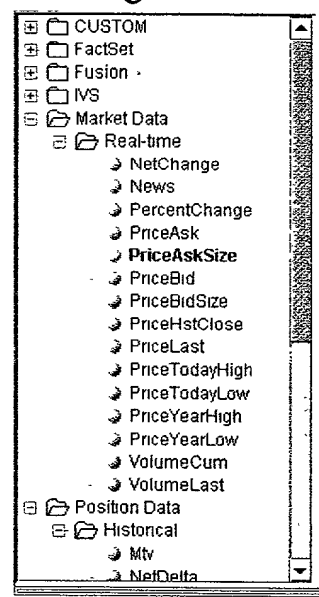 CUSTOM
FactSet
Fusion
IVS
Market Data
Real-time
NetChange
News
PercentChange
PriceAsk
PriceAskSize
PriceBid
PriceBidSize
PriceHstClose
PriceLast
PriceTodayHigh
PriceTodayLow
PriceYearHigh
PriceYearLow
VolumeCum
VolumeLast
Position Data
Historical
Mtv
NetDelta